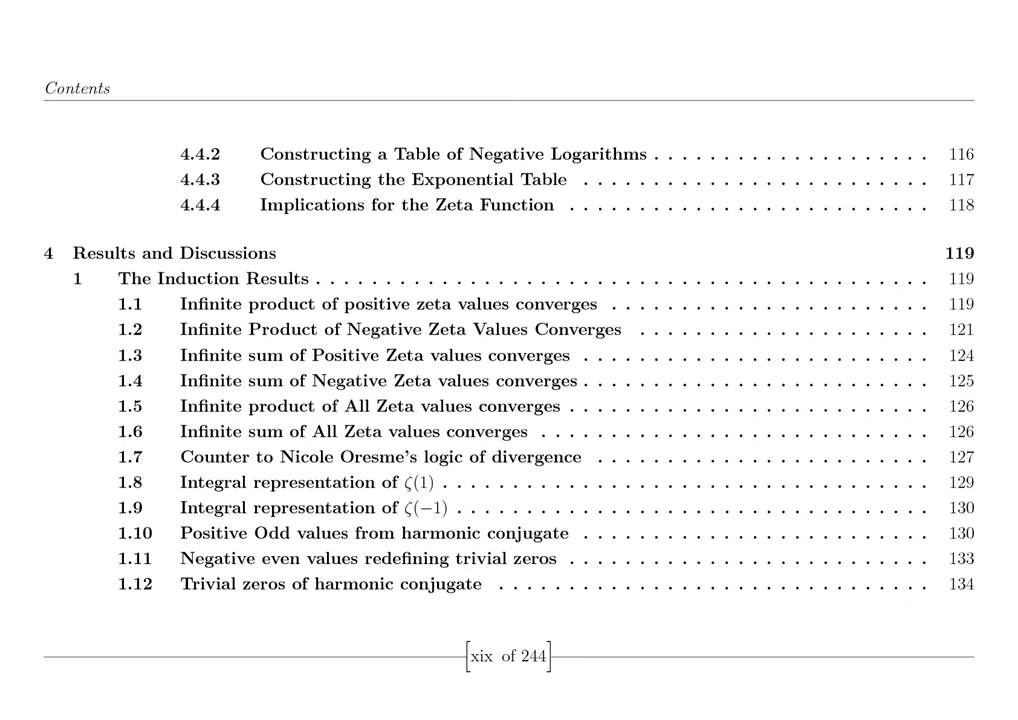 Contents
4.4.2 Constructing a Table of Negative Logarithms . . . . . . . . . . . . . . . . . . . . 116
4.4.3 Constructing the Exponential Table . . . . . . . . . . . . . . . . . . . . . . . . . 117
4.4.4 Implications for the Zeta Function . . . . . . . . . . . . . . . . . . . . . . . . . . 118
4 Results and Discussions 119
1 The Induction Results . . . . . . . . . . . . . . . . . . . . . . . . . . . . . . . . . . . . . . . . . . . . 119
1.1 Infinite product of positive zeta values converges . . . . . . . . . . . . . . . . . . . . . . . 119
1.2 Infinite Product of Negative Zeta Values Converges . . . . . . . . . . . . . . . . . . . . . 121
1.3 Infinite sum of Positive Zeta values converges . . . . . . . . . . . . . . . . . . . . . . . . . 124
1.4 Infinite sum of Negative Zeta values converges . . . . . . . . . . . . . . . . . . . . . . . . . 125
1.5 Infinite product of All Zeta values converges . . . . . . . . . . . . . . . . . . . . . . . . . . 126
1.6 Infinite sum of All Zeta values converges . . . . . . . . . . . . . . . . . . . . . . . . . . . . 126
1.7 Counter to Nicole Oresme's logic of divergence . . . . . . . . . . . . . . . . . . . . . . . . 127
1.8 Integral representation of ζ(1) . . . . . . . . . . . . . . . . . . . . . . . . . . . . . . . . . . . 129
1.9 Integral representation of ζ(−1) . . . . . . . . . . . . . . . . . . . . . . . . . . . . . . . . . . 130
1.10 Positive Odd values from harmonic conjugate . . . . . . . . . . . . . . . . . . . . . . . . . 130
1.11 Negative even values redefining trivial zeros . . . . . . . . . . . . . . . . . . . . . . . . . . 133
1.12 Trivial zeros of harmonic conjugate . . . . . . . . . . . . . . . . . . . . . . . . . . . . . . . 134
[xix of 244]